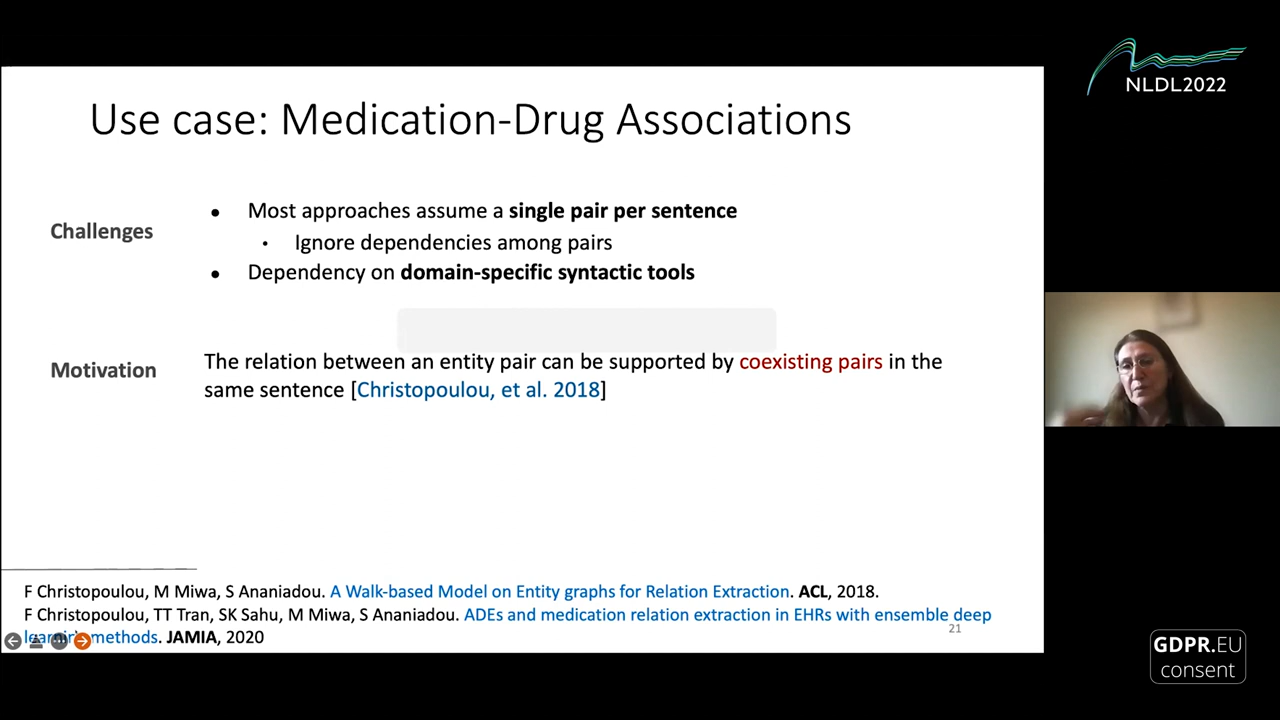 NLDL2022
Use case: Medication-Drug Associations
Challenges
● Most approaches assume a single pair per sentence
• Ignore dependencies among pairs
● Dependency on domain-specific syntactic tools
Motivation
The relation between an entity pair can be supported by coexisting pairs in the
same sentence [Christopoulou, et al. 2018]
F Christopoulou, M Miwa, S Ananiadou. A Walk-based Model on Entity graphs for Relation Extraction. ACL, 2018.
F Christopoulou, TT Tran, SK Sahu, M Miwa, S Ananiadou. ADEs and medication relation extraction in EHRs with ensemble deep
learning methods. JAMIA, 2020
21
GDPR.EU
consent